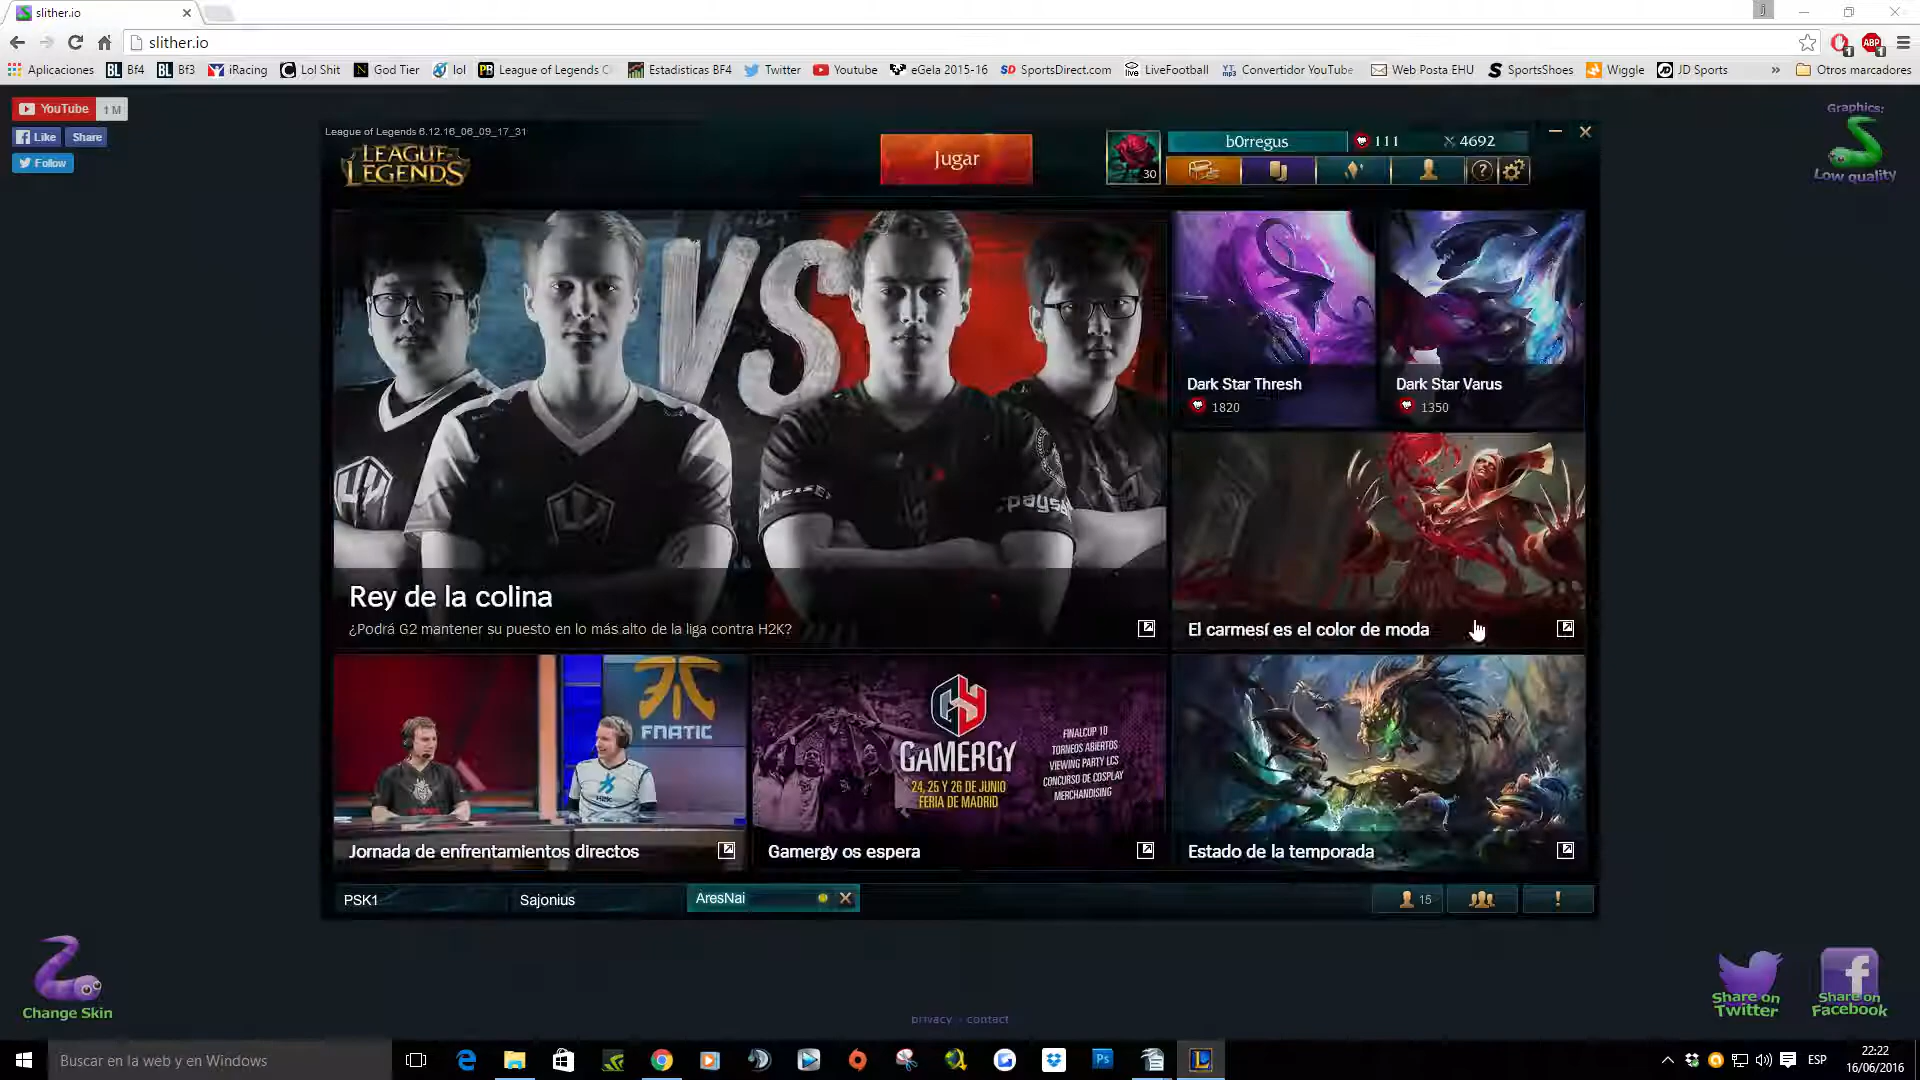 slither.io
slither.io
Aplicaciones Bf4 Bf3 iRacing Lol Shit God Tier lol League of Legends C Estadisticas BF4 Twitter Youtube eGela 2015-16 SportsDirect.com LiveFootball Convertidor YouTube Web Posta EHU SportsShoes Wiggle JD Sports » Otros marcadores
YouTube 1M
Like Share
Follow
Graphics:
Low quality
League of Legends 6.12.16_06_09_17_31
LEAGUE OF LEGENDS
Jugar
30
b0rregus 111 4692
VS
Dark Star Thresh
1820
Dark Star Varus
1350
Rey de la colina
¿Podrá G2 mantener su puesto en lo más alto de la liga contra H2K?
El carmesí es el color de moda
FNATIC
Jornada de enfrentamientos directos
GAMERGY
24, 25 Y 26 DE JUNIO
FERIA DE MADRID
FINALCUP 10
TORNEOS ABIERTOS
VIEWING PARTY LCS
CONCURSO DE COSPLAY
MERCHANDISING
Gamergy os espera
Estado de la temporada
PSK1 Sajonius AresNai 15
Change Skin
privacy - contact
Share on Twitter
Share on Facebook
Buscar en la web y en Windows
ESP
22:22
16/06/2016